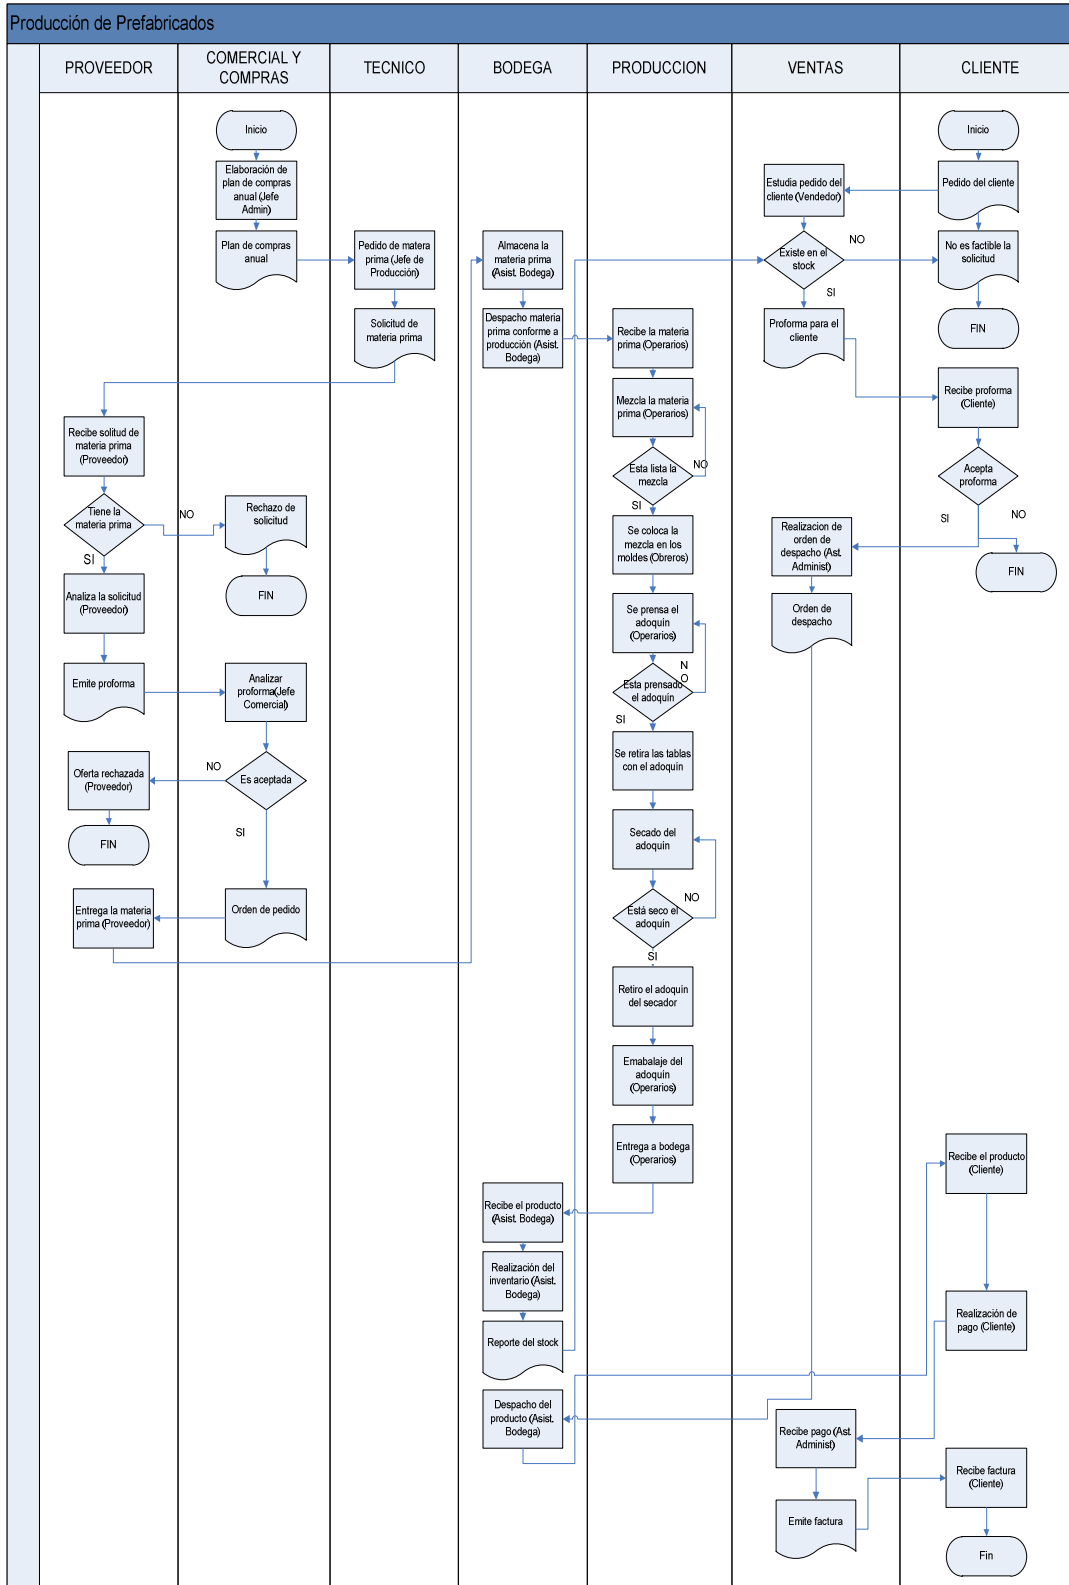 Producción de Prefabricados
PROVEEDOR
COMERCIAL Y
COMPRAS
TECNICO
BODEGA
PRODUCCION
VENTAS
CLIENTE
Inicio
Inicio
Elaboración de
plan de compras
anual (Jefe
Admin)
Estudia pedido del
cliente (Vendedor)
Pedido del cliente
Plan de compras
anual
Pedido de matera
prima (Jefe de
Producción)
Almacena la
materia prima
(Asist. Bodega)
Existe en el
stock
NO
SI
No es factible la
solicitud
Solicitud de
materia prima
Despacho materia
prima conforme a
producción (Asist.
Bodega)
Recibe la materia
prima (Operarios)
Proforma para el
cliente
FIN
Mezcla la materia
prima (Operarios)
Recibe proforma
(Cliente)
Recibe solitud de
materia prima
(Proveedor)
Esta lista la
mezcla
NO
SI
Acepta
proforma
SI
NO
Tiene la
materia prima
NO
SI
Rechazo de
solicitud
Se coloca la
mezcla en los
moldes (Obreros)
Realizacion de
orden de
despacho (Ast.
Administ)
FIN
Analiza la solicitud
(Proveedor)
FIN
Se prensa el
adoquín
(Operarios)
Orden de
despacho
Emite proforma
Analizar
proforma(Jefe
Comercial)
N
O
Esta prensado
el adoquín
SI
Oferta rechazada
(Proveedor)
NO
Es aceptada
SI
Se retira las tablas
con el adoquín
FIN
Secado del
adoquín
Entrega la materia
prima (Proveedor)
Orden de pedido
NO
Está seco el
adoquín
SI
Retiro el adoquín
del secador
Emabalaje del
adoquín
(Operarios)
Entrega a bodega
(Operarios)
Recibe el producto
(Cliente)
Recibe el producto
(Asist. Bodega)
Realización del
inventario (Asist.
Bodega)
Realización de
pago (Cliente)
Reporte del stock
Despacho del
producto (Asist.
Bodega)
Recibe pago (Ast.
Administ)
Recibe factura
(Cliente)
Emite factura
Fin